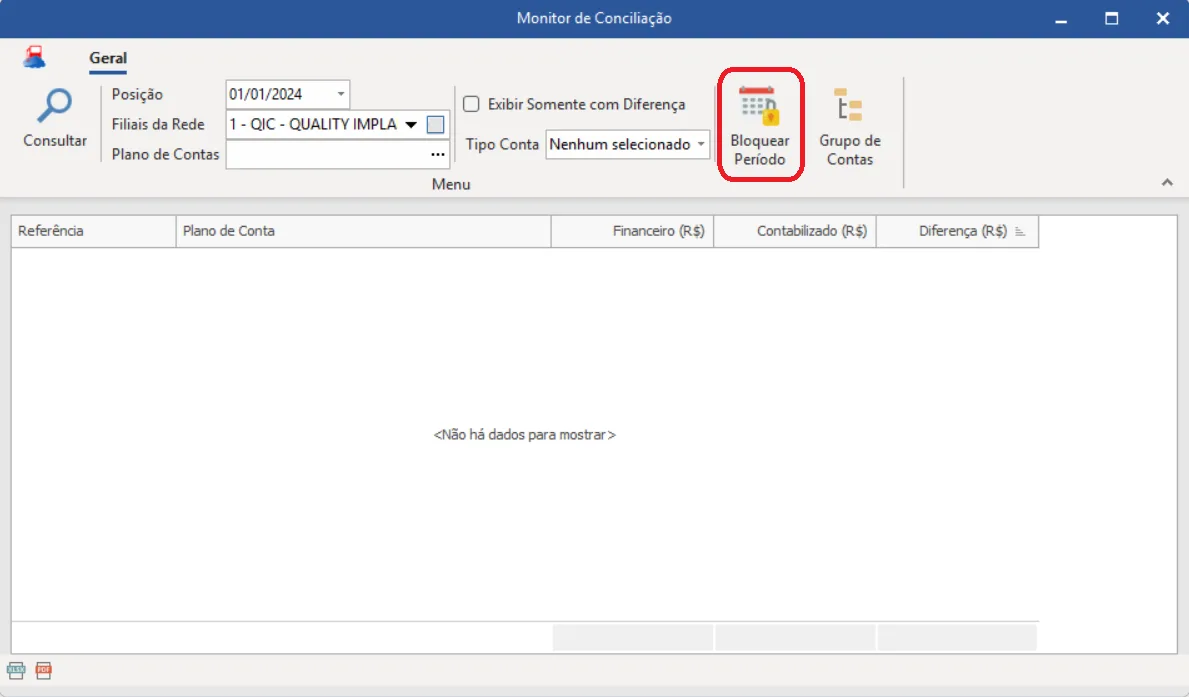 Monitor de Conciliação
Geral
Consultar
Posição 01/01/2024
Filiais da Rede 1 - QIC - QUALITY IMPLA
Plano de Contas ...
Exibir Somente com Diferença
Tipo Conta Nenhum selecionado
Bloquear
Período
Grupo de
Contas
Menu
Referência Plano de Conta Financeiro (R$) Contabilizado (R$) Diferença (R$)
<Não há dados para mostrar>
XLSX PDF